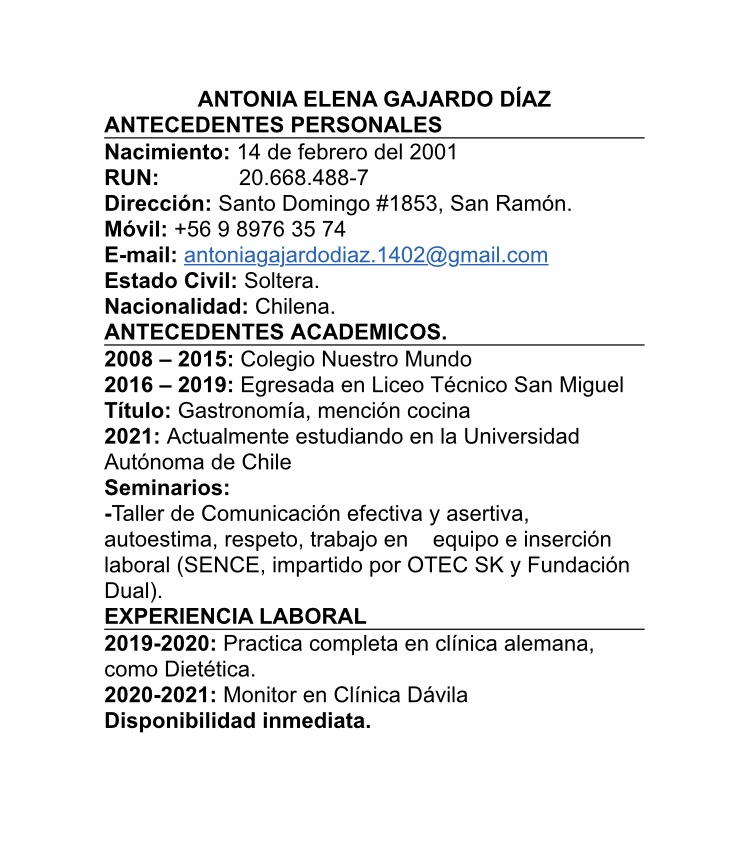 ANTONIA ELENA GAJARDO DÍAZ
ANTECEDENTES PERSONALES
Nacimiento: 14 de febrero del 2001
RUN: 20.668.488-7
Dirección: Santo Domingo #1853, San Ramón.
Móvil: +56 9 8976 35 74
E-mail: antoniagajardodiaz.1402@gmail.com
Estado Civil: Soltera.
Nacionalidad: Chilena.
ANTECEDENTES ACADEMICOS.
2008 – 2015: Colegio Nuestro Mundo
2016 – 2019: Egresada en Liceo Técnico San Miguel
Título: Gastronomía, mención cocina
2021: Actualmente estudiando en la Universidad
Autónoma de Chile
Seminarios:
-Taller de Comunicación efectiva y asertiva,
autoestima, respeto, trabajo en equipo e inserción
laboral (SENCE, impartido por OTEC SK y Fundación
Dual).
EXPERIENCIA LABORAL
2019-2020: Practica completa en clínica alemana,
como Dietética.
2020-2021: Monitor en Clínica Dávila
Disponibilidad inmediata.